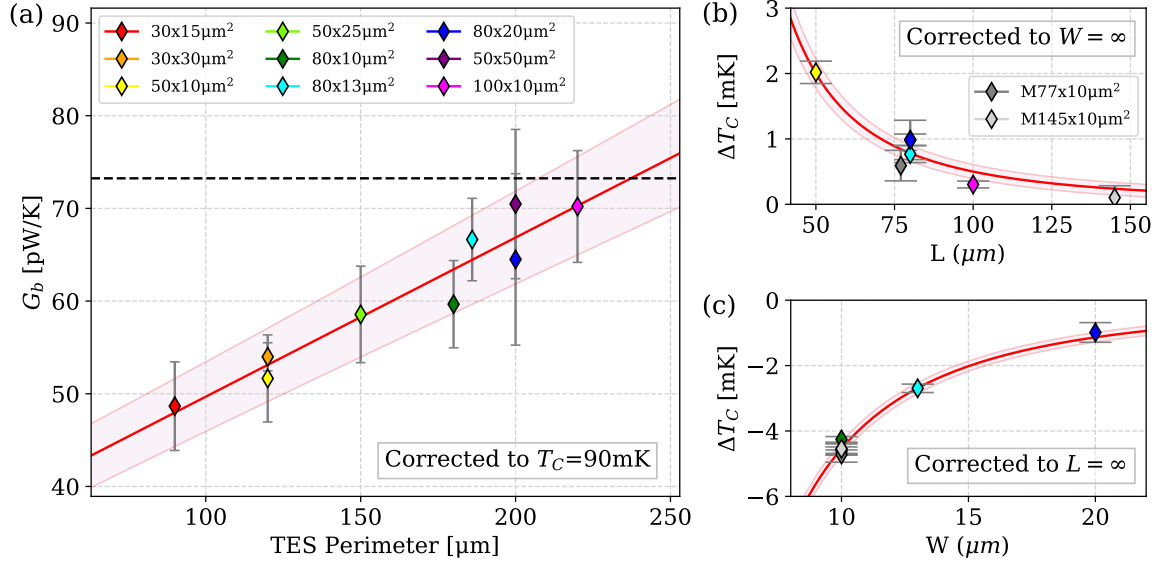 (a)
90
80
70
60
50
40
G_b [pW/K]
30x15μm²
30x30μm²
50x10μm²
50x25μm²
80x10μm²
80x13μm²
80x20μm²
50x50μm²
100x10μm²
Corrected to T_C=90mK
100 150 200 250
TES Perimeter [μm]
(b)
3
2
1
0
ΔT_C [mK]
Corrected to W = ∞
M77x10μm²
M145x10μm²
50 75 100 125 150
L (μm)
(c)
0
−2
−4
−6
ΔT_C [mK]
Corrected to L = ∞
10 15 20
W (μm)